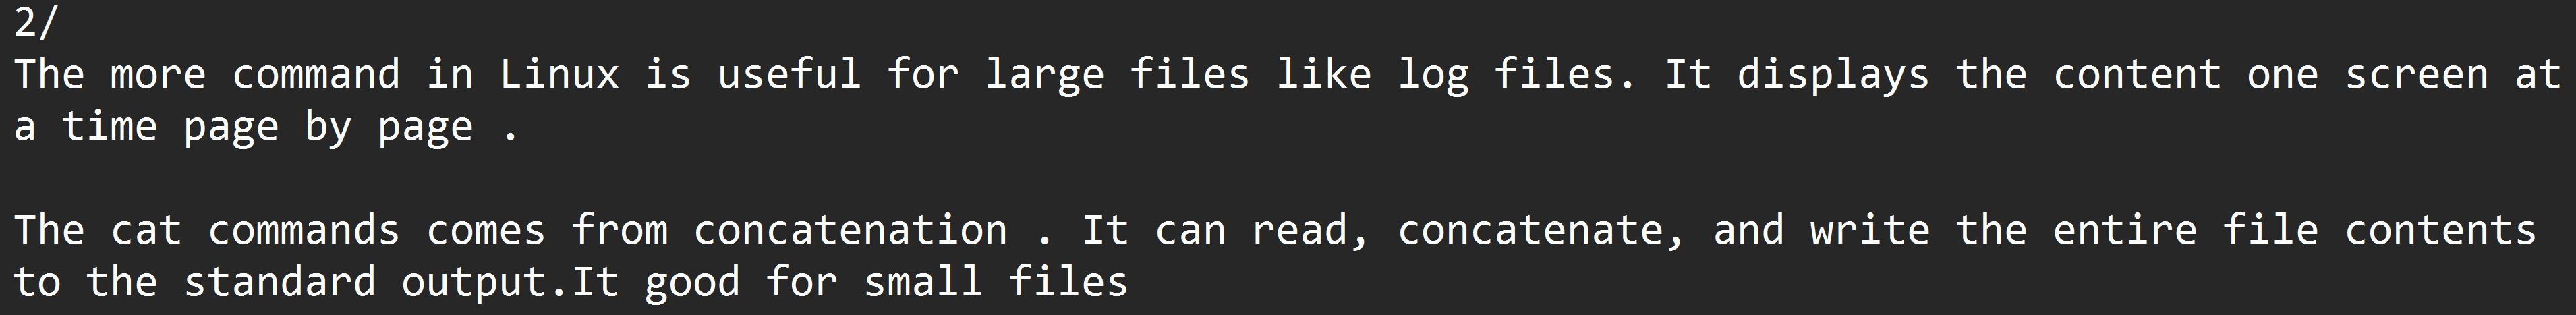 2/
The more command in Linux is useful for large files like log files. It displays the content one screen at
a time page by page .
The cat commands comes from concatenation . It can read, concatenate, and write the entire file contents
to the standard output.It good for small files